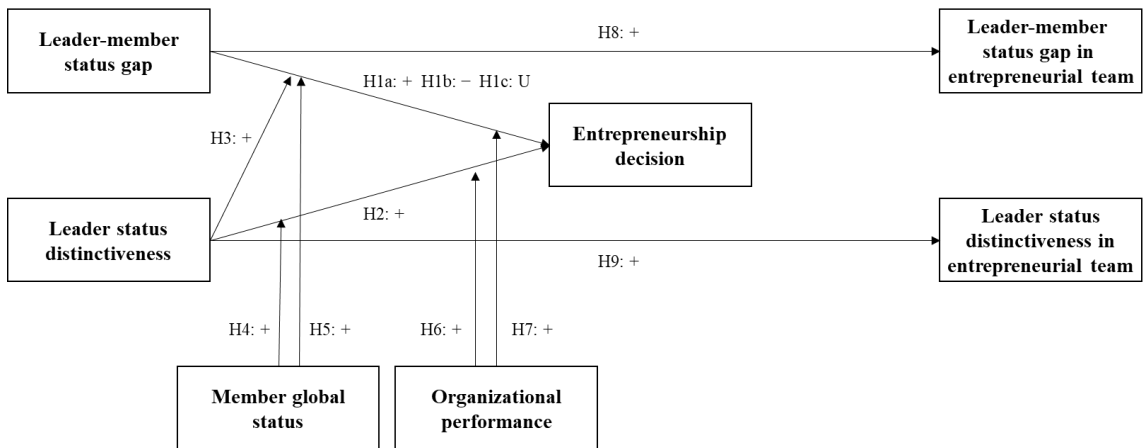 Leader-member
status gap
H8: +
Leader-member
status gap in
entrepreneurial team
H1a: + H1b: − H1c: U
Entrepreneurship
decision
H3: +
H2: +
Leader status
distinctiveness
H9: +
Leader status
distinctiveness in
entrepreneurial team
H4: +
H5: +
H6: +
H7: +
Member global
status
Organizational
performance